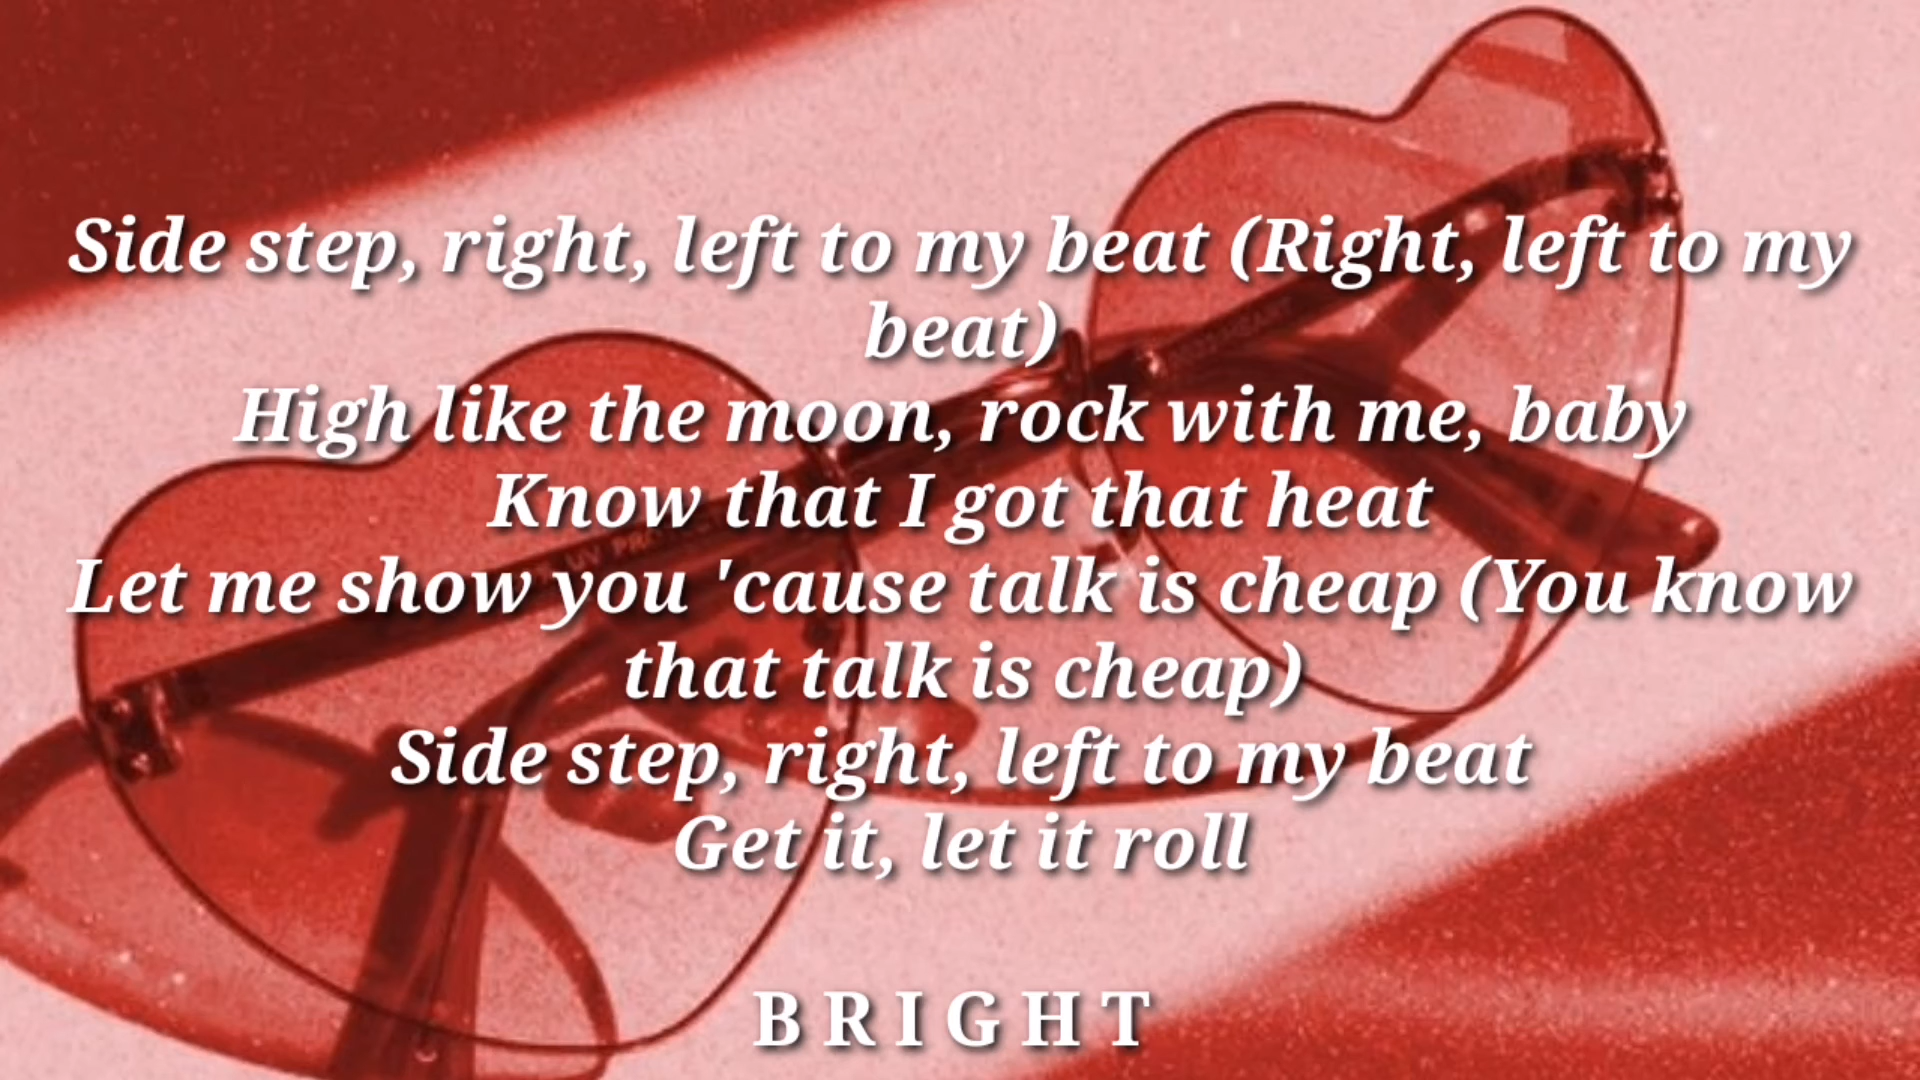 Side step, right, left to my beat (Right, left to my
beat)
High like the moon, rock with me, baby
Know that I got that heat
Let me show you 'cause talk is cheap (You know
that talk is cheap)
Side step, right, left to my beat
Get it, let it roll
B R I G H T